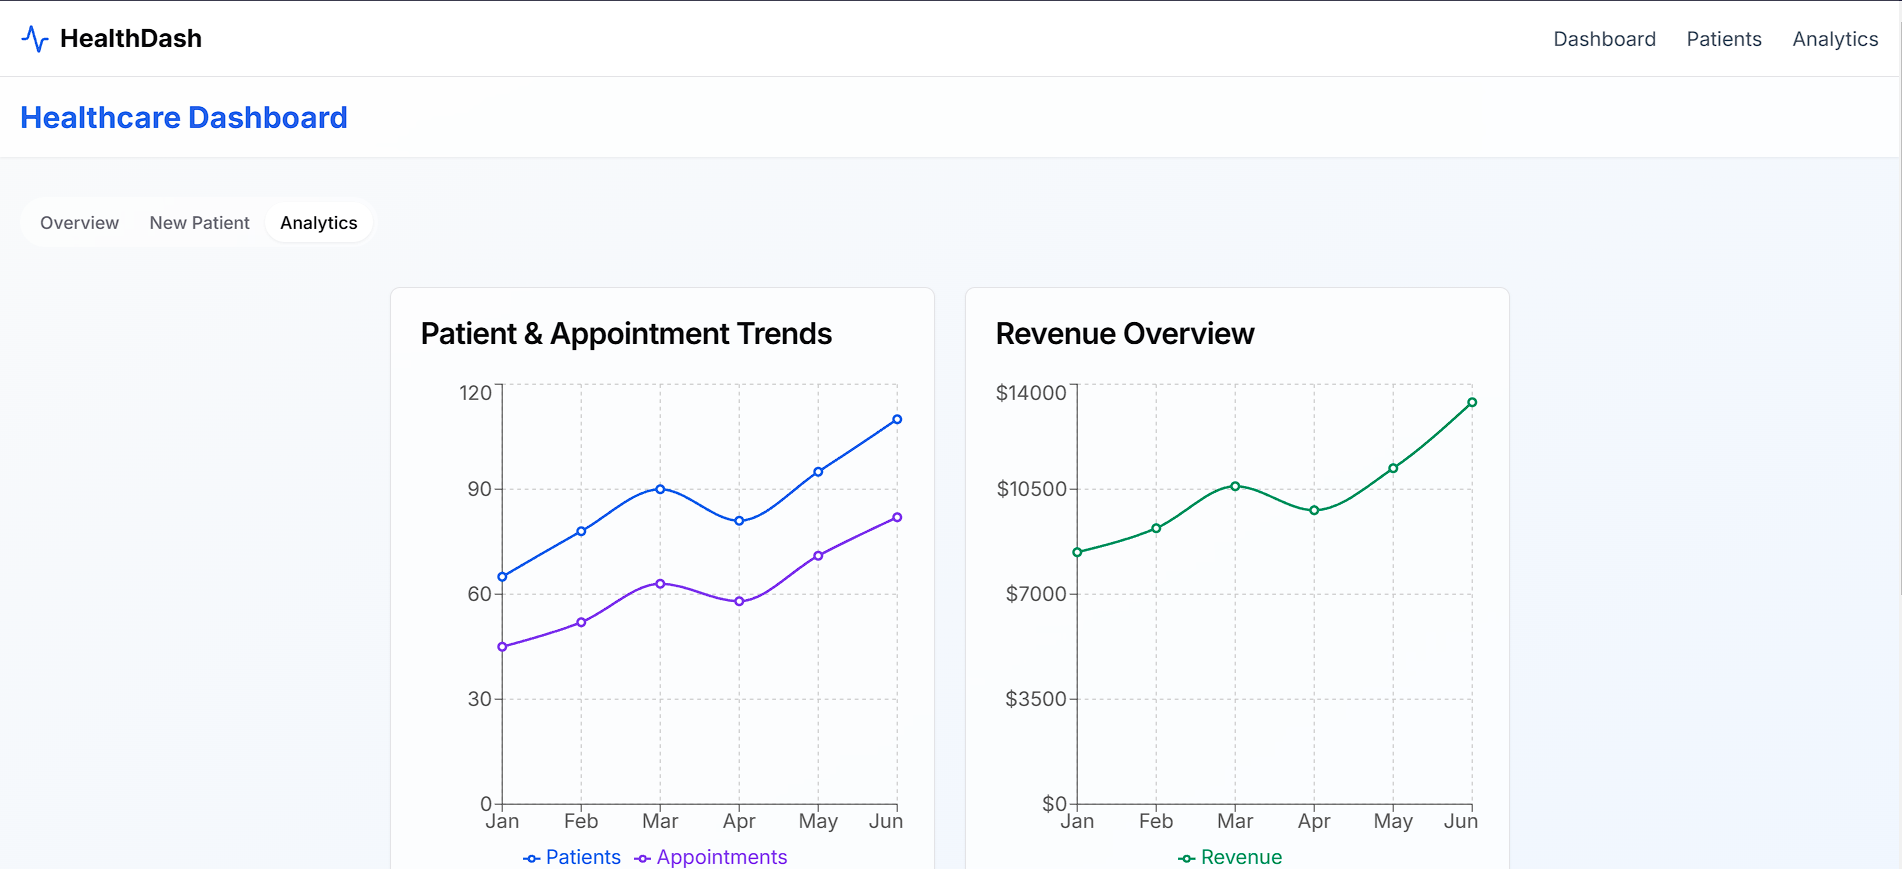 HealthDash
Dashboard Patients Analytics
Healthcare Dashboard
Overview New Patient Analytics
Patient & Appointment Trends
120
90
60
30
0
Jan Feb Mar Apr May Jun
Patients Appointments
Revenue Overview
$14000
$10500
$7000
$3500
$0
Jan Feb Mar Apr May Jun
Revenue